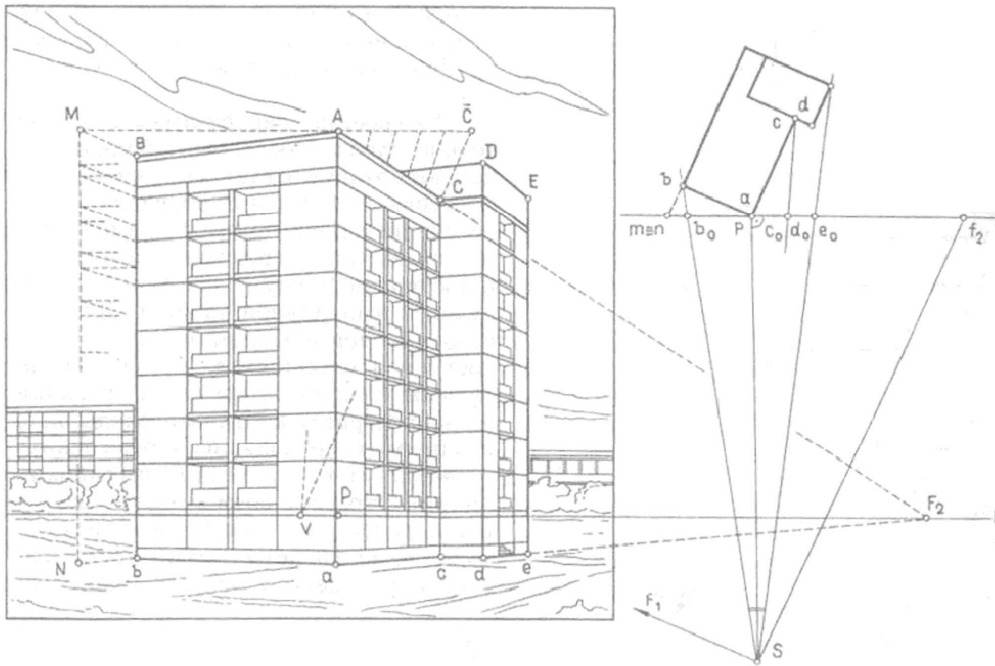 M A C̄
B D
C E
V P
N b a c d e
F₂
d
c
b a
m≡n b₀ P c₀ d₀ e₀ f₂
F₁ S